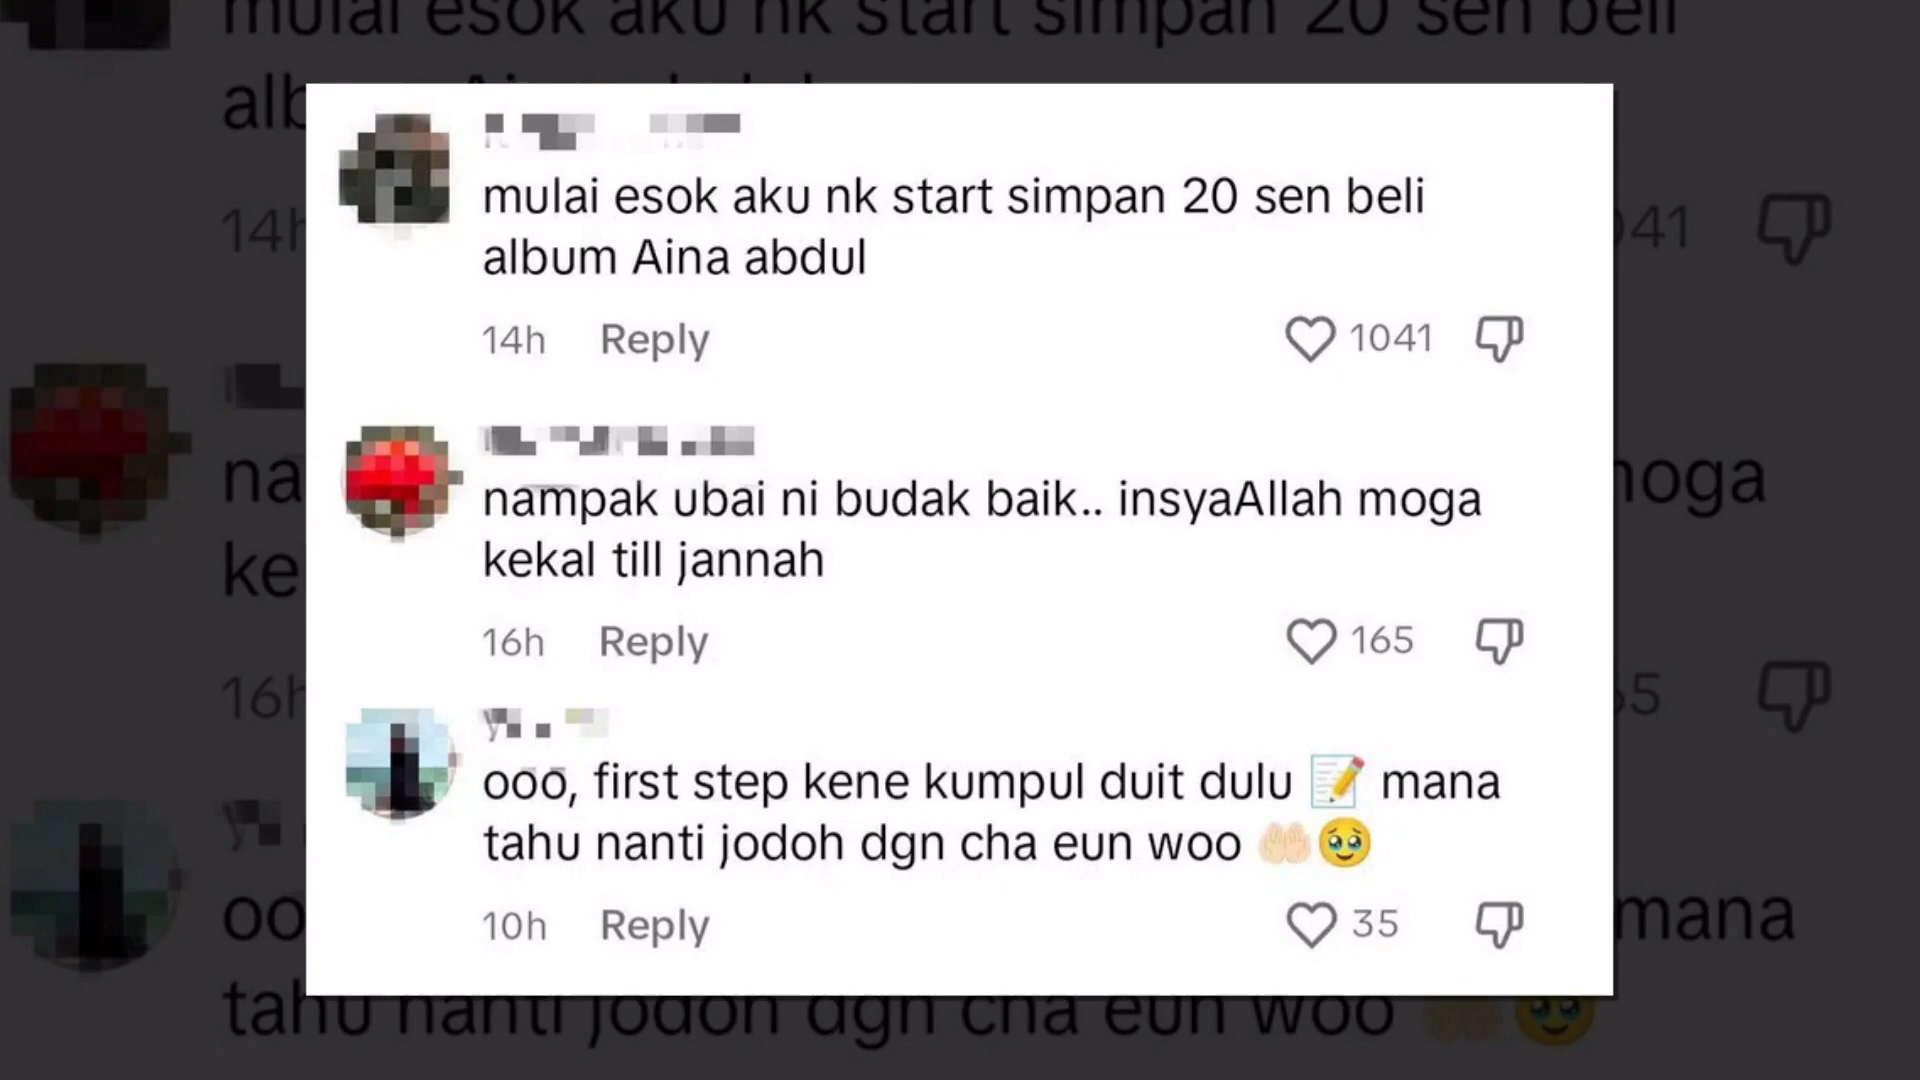 mulai esok aku nk start simpan 20 sen beli
album Aina abdul
14h Reply 1041
nampak ubai ni budak baik.. insyaAllah moga
kekal till jannah
16h Reply 165
ooo, first step kene kumpul duit dulu 📝 mana
tahu nanti jodoh dgn cha eun woo 🤲🏻🥹
10h Reply 35